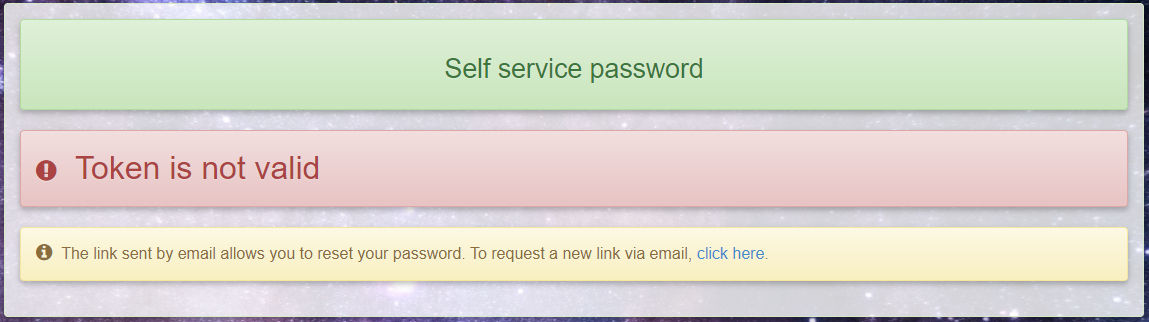 Self service password
Token is not valid
The link sent by email allows you to reset your password. To request a new link via email, click here.